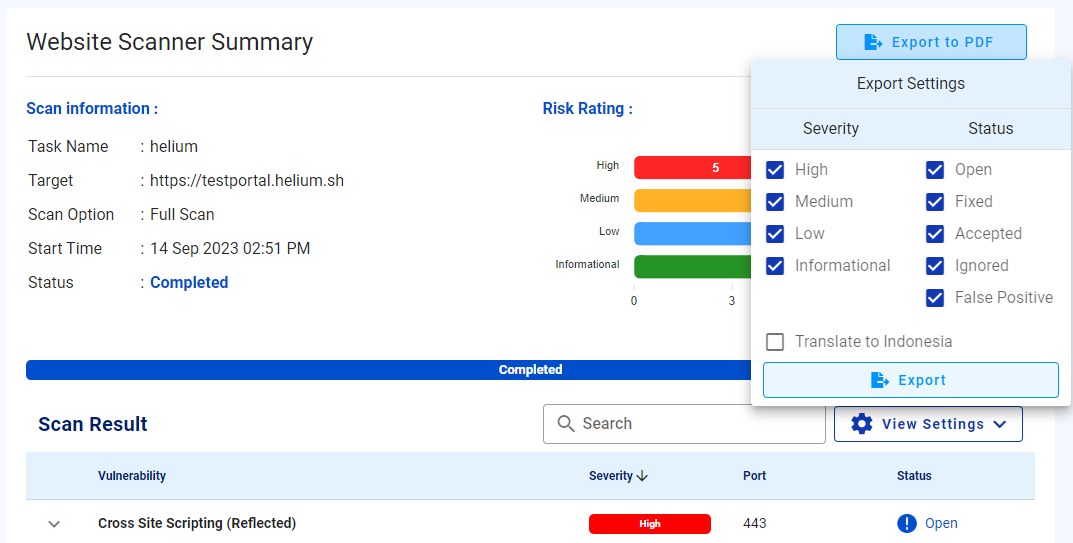 Website Scanner Summary
Export to PDF
Export Settings
Severity Status
High Open
Medium Fixed
Low Accepted
Informational Ignored
False Positive
Translate to Indonesia
Export
Scan information :
Task Name : helium
Target : https://testportal.helium.sh
Scan Option : Full Scan
Start Time : 14 Sep 2023 02:51 PM
Status : Completed
Risk Rating :
High 5
Medium
Low
Informational
0 3
Completed
Scan Result
Search
View Settings
Vulnerability Severity Port Status
Cross Site Scripting (Reflected) High 443 Open